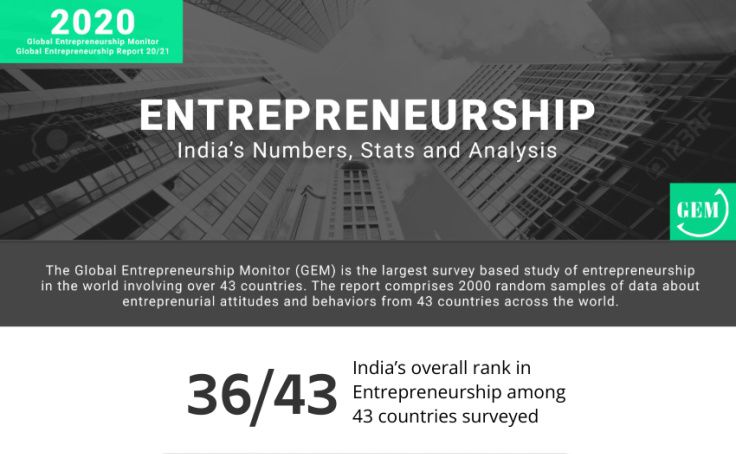 2020
Global Entrepreneurship Monitor
Global Entrepreneurship Report 20/21
ENTREPRENEURSHIP
India's Numbers, Stats and Analysis
123RF
GEM
The Global Entrepreneurship Monitor (GEM) is the largest survey based study of entrepreneurship
in the world involving over 43 countries. The report comprises 2000 random samples of data about
entreprenurial attitudes and behaviors from 43 countries across the world.
36/43
India's overall rank in
Entrepreneurship among
43 countries surveyed